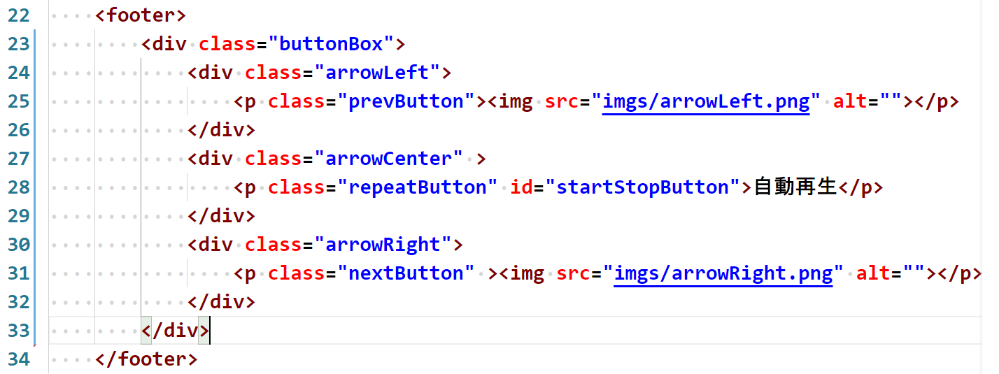 22 <footer>
23 <div class="buttonBox">
24 <div class="arrowLeft">
25 <p class="prevButton"><img src="imgs/arrowLeft.png" alt=""></p>
26 </div>
27 <div class="arrowCenter" >
28 <p class="repeatButton" id="startStopButton">自動再生</p>
29 </div>
30 <div class="arrowRight">
31 <p class="nextButton" ><img src="imgs/arrowRight.png" alt=""></p>
32 </div>
33 </div>
34 </footer>